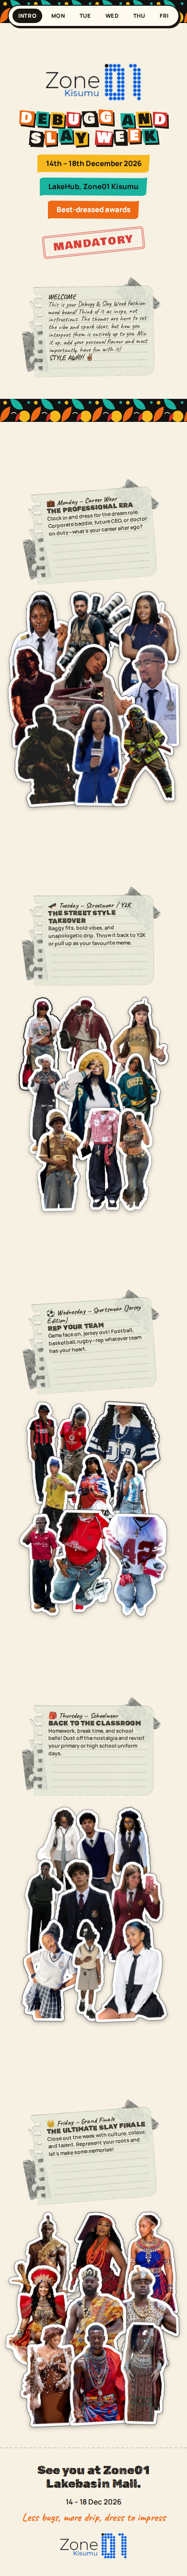 INTRO MON TUE WED THU FRI
Zone01
Kisumu
DEBUGG AND
SLAY WEEK
14th – 18th December 2026
LakeHub, Zone01 Kisumu
Best-dressed awards
MANDATORY
WELCOME
This is your Debugg & Slay Week fashion
mood board! Think of it as inspo, not
instructions. The themes are here to set
the vibe and spark ideas, but how you
interpret them is entirely up to you. Mix
it up, add your personal flair and most
importantly, have fun with it!
STYLE AWAY! ✌🏾
💼 Monday – Career Wear
THE PROFESSIONAL ERA
Clock in and dress for the dream role.
Corporate baddie, future CEO, or doctor
on duty—what's your career alter ego?
🛹 Tuesday – Streetwear / Y2K
THE STREET STYLE
TAKEOVER
Baggy fits, bold vibes, and
unapologetic drip. Throw it back to Y2K
or pull up as your favourite meme.
⚽ Wednesday – Sportswear (Jersey
Edition)
REP YOUR TEAM
Game face on, jersey out! Football,
basketball, rugby—rep whatever team
has your heart.
🎒 Thursday – Schoolwear
BACK TO THE CLASSROOM
Homework, break time, and school
bells! Dust off the nostalgia and revisit
your primary or high school uniform
days.
👑 Friday – Grand Finale
THE ULTIMATE SLAY FINALE
Close out the week with culture, colour,
and talent. Represent your roots and
let's make some memories!
See you at Zone01
Lakebasin Mall.
14 – 18 Dec 2026
Less bugs, more drip, dress to impress
Zone01
Kisumu